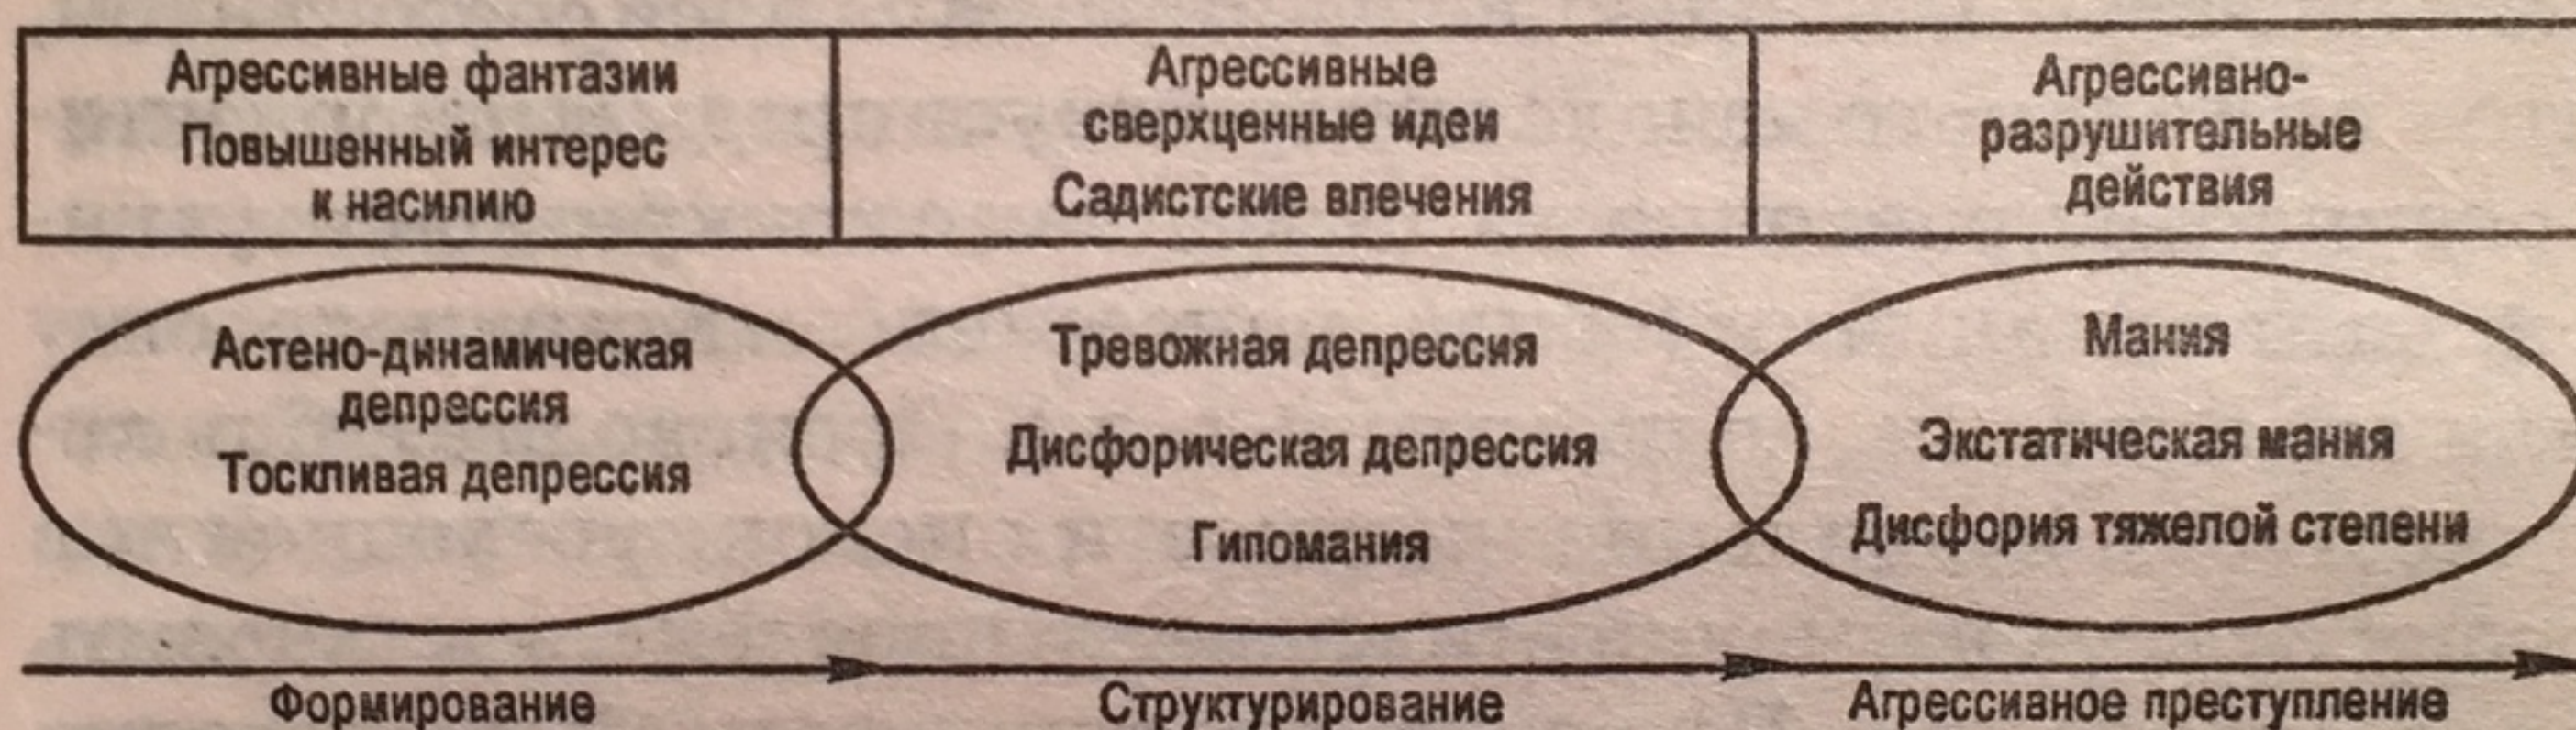 Агрессивные фантазии
Повышенный интерес
к насилию
Агрессивные
сверхценные идеи
Садистские влечения
Агрессивно-
разрушительные
действия
Астено-динамическая
депрессия
Тоскливая депрессия
Тревожная депрессия
Дисфорическая депрессия
Гипомания
Мания
Экстатическая мания
Дисфория тяжелой степени
Формирование
Структурирование
Агрессивное преступление